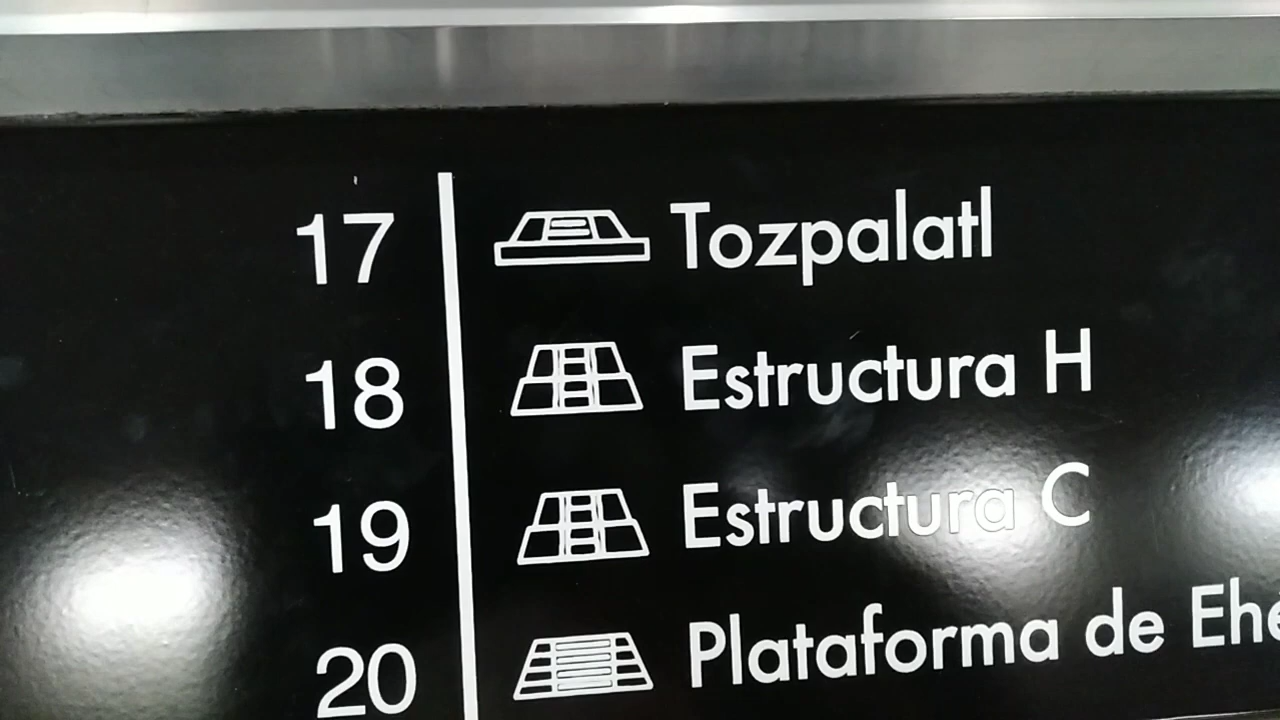 17 Tozpalatl
18 Estructura H
19 Estructura C
20 Plataforma de